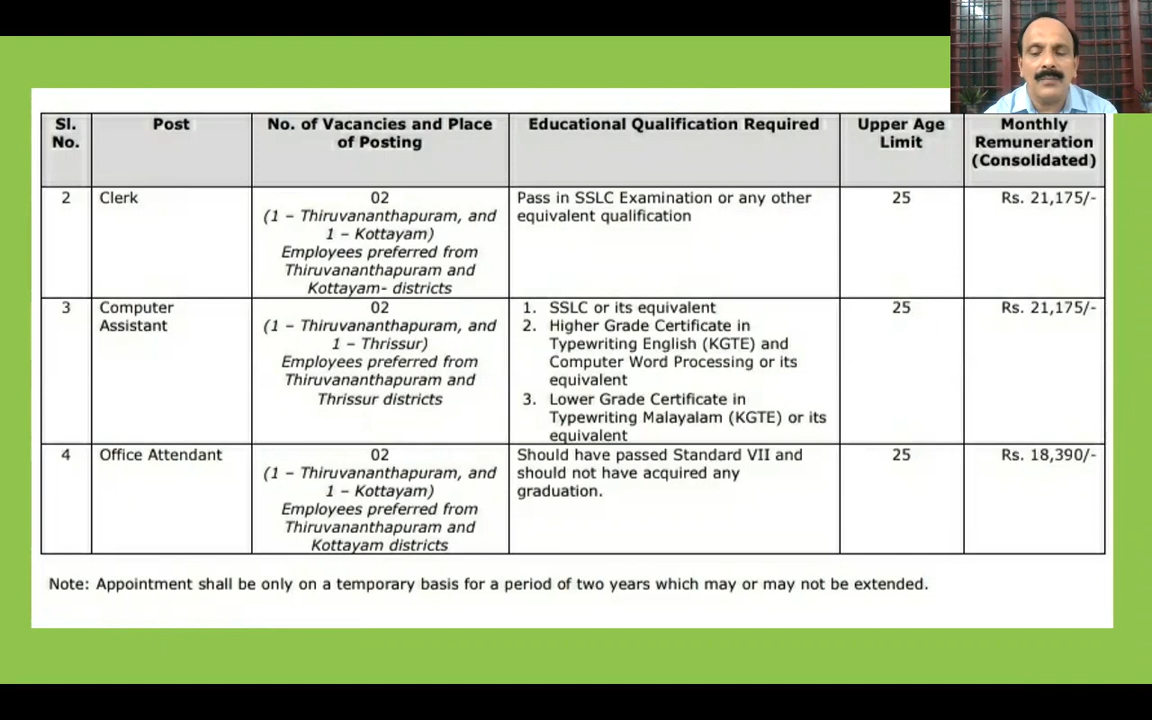 Sl. No.
Post
No. of Vacancies and Place of Posting
Educational Qualification Required
Upper Age Limit
Monthly Remuneration (Consolidated)
2
Clerk
02
(1 – Thiruvananthapuram, and
1 – Kottayam)
Employees preferred from
Thiruvananthapuram and
Kottayam- districts
Pass in SSLC Examination or any other
equivalent qualification
25
Rs. 21,175/-
3
Computer
Assistant
02
(1 – Thiruvananthapuram, and
1 – Thrissur)
Employees preferred from
Thiruvananthapuram and
Thrissur districts
1. SSLC or its equivalent
2. Higher Grade Certificate in
Typewriting English (KGTE) and
Computer Word Processing or its
equivalent
3. Lower Grade Certificate in
Typewriting Malayalam (KGTE) or its
equivalent
25
Rs. 21,175/-
4
Office Attendant
02
(1 – Thiruvananthapuram, and
1 – Kottayam)
Employees preferred from
Thiruvananthapuram and
Kottayam districts
Should have passed Standard VII and
should not have acquired any
graduation.
25
Rs. 18,390/-
Note: Appointment shall be only on a temporary basis for a period of two years which may or may not be extended.